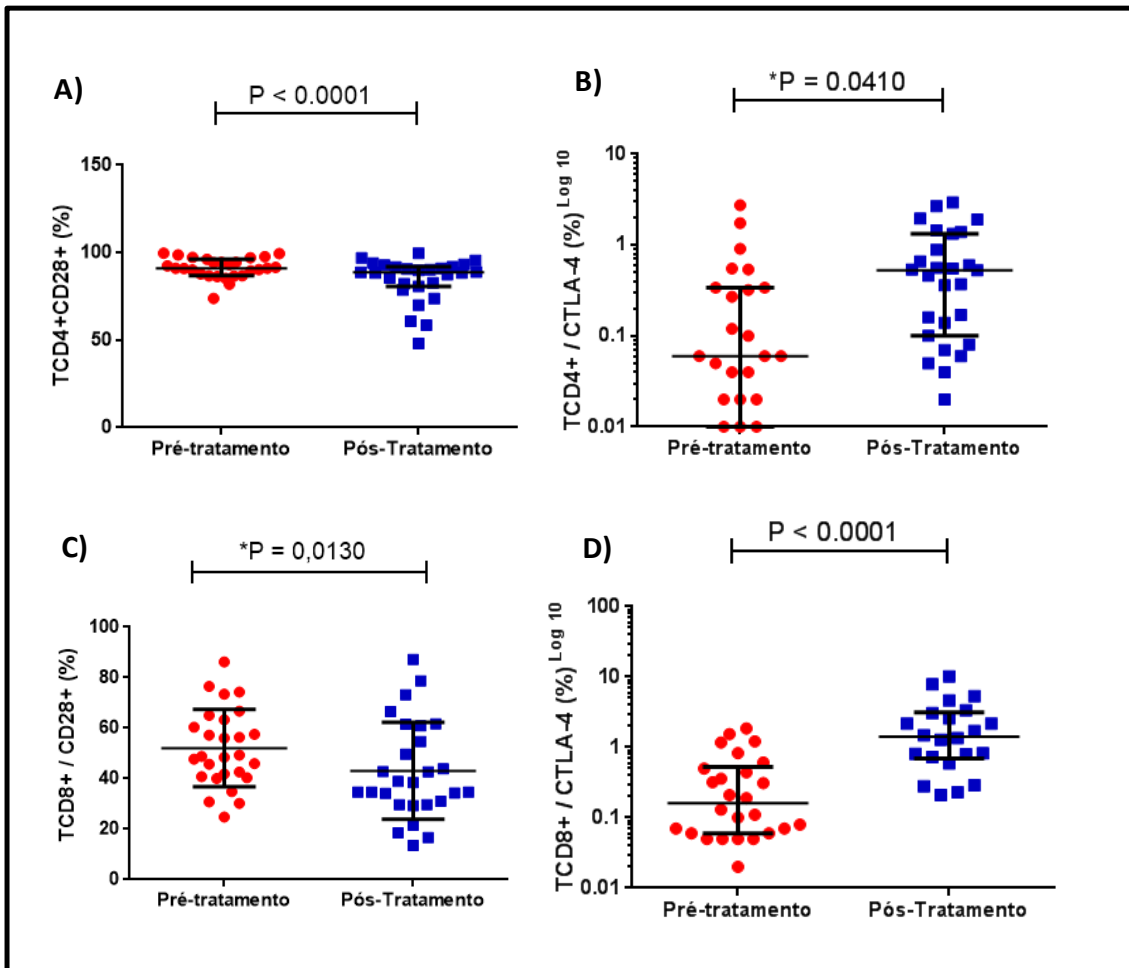 A)
P < 0.0001
TCD4+CD28+ (%)
150
100
50
0
Pré-tratamento
Pós-Tratamento
B)
*P = 0.0410
TCD4+ / CTLA-4 (%) Log 10
10
1
0.1
0.01
Pré-tratamento
Pós-Tratamento
C)
*P = 0,0130
TCD8+ / CD28+ (%)
100
80
60
40
20
0
Pré-tratamento
Pós-Tratamento
D)
P < 0.0001
TCD8+ / CTLA-4 (%) Log 10
100
10
1
0.1
0.01
Pré-tratamento
Pós-Tratamento